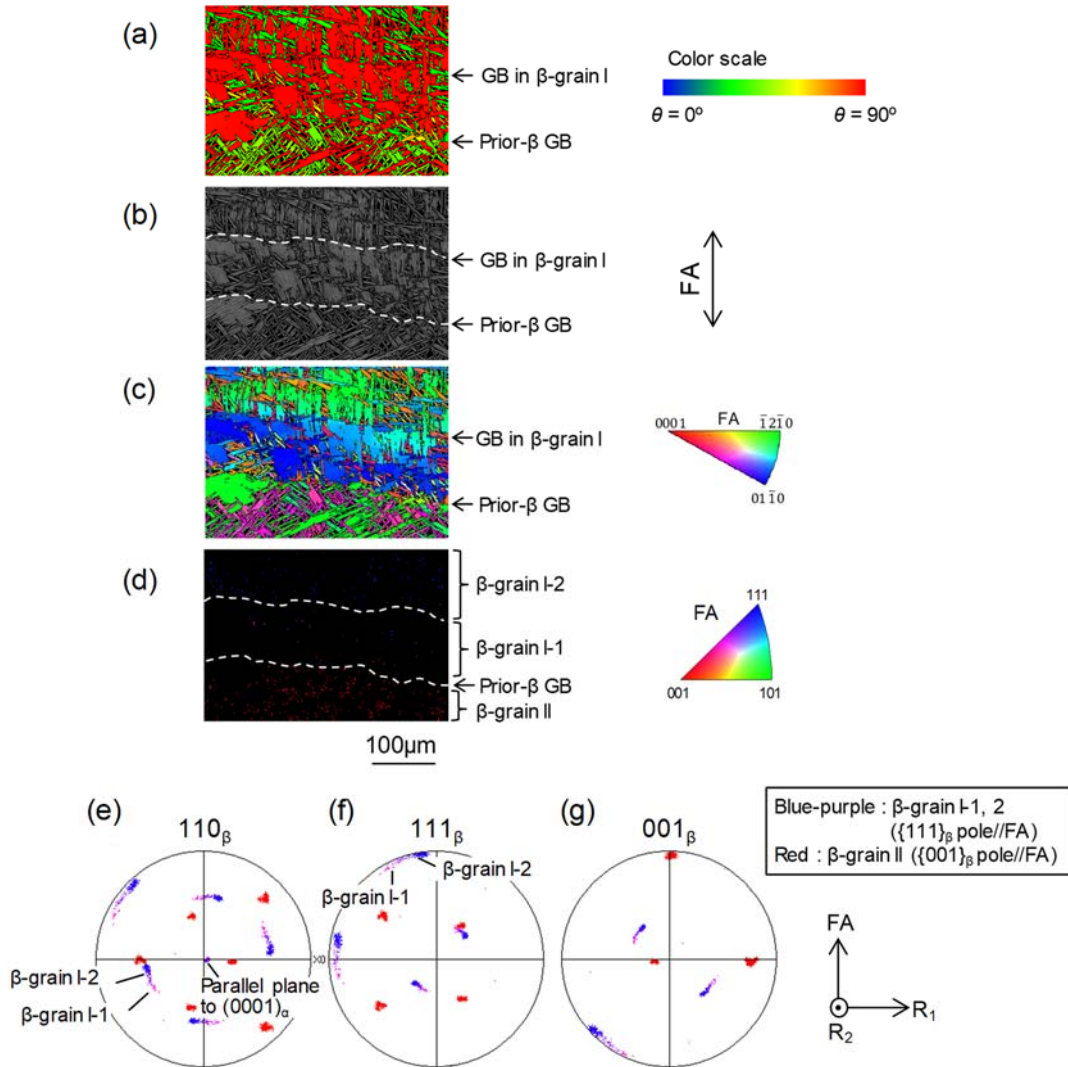 (a)
GB in β-grain I
Prior-β GB
Color scale
θ = 0º
θ = 90º
(b)
GB in β-grain I
Prior-β GB
FA
(c)
GB in β-grain I
Prior-β GB
0001
FA
1̅21̅0
011̅0
(d)
β-grain I-2
β-grain I-1
Prior-β GB
β-grain II
FA
111
001
101
100μm
(e)
110β
β-grain I-2
β-grain I-1
Parallel plane
to (0001)α
(f)
111β
β-grain I-2
β-grain I-1
(g)
001β
Blue-purple : β-grain I-1, 2
({111}β pole//FA)
Red : β-grain II ({001}β pole//FA)
FA
R1
R2